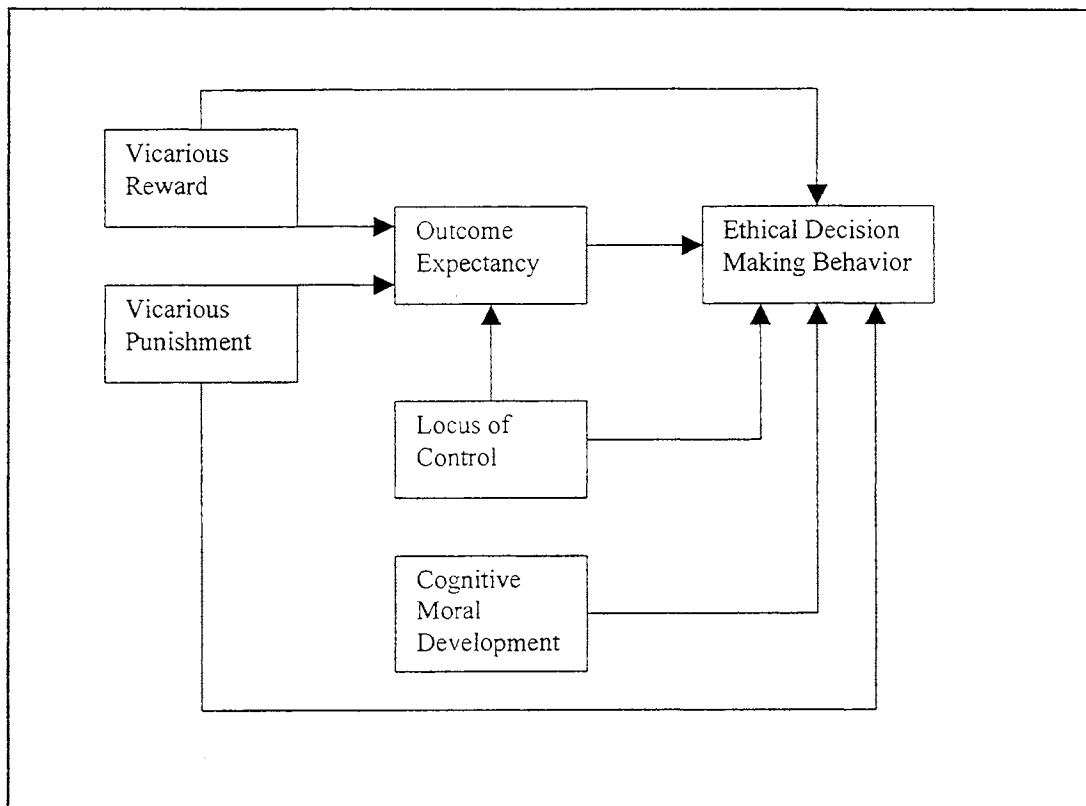 Vicarious
Reward
Outcome
Expectancy
Ethical Decision
Making Behavior
Vicarious
Punishment
Locus of
Control
Cognitive
Moral
Development